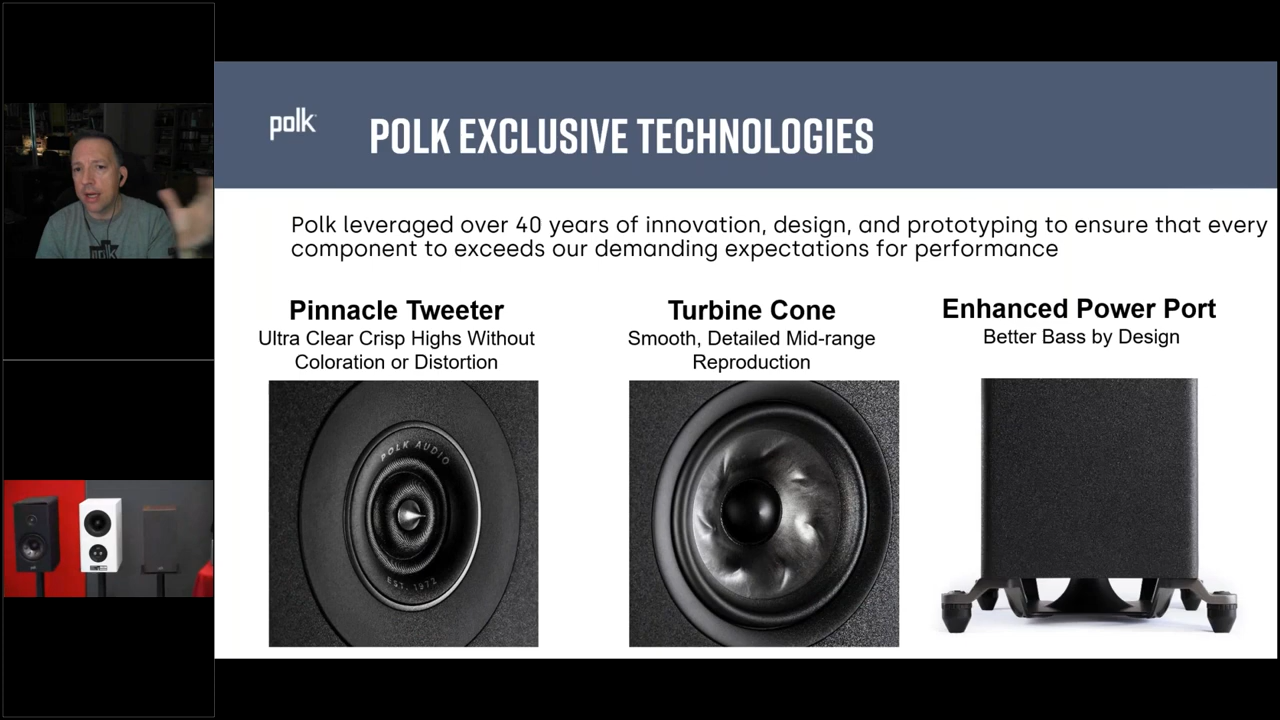 polk
POLK EXCLUSIVE TECHNOLOGIES
Polk leveraged over 40 years of innovation, design, and prototyping to ensure that every
component to exceeds our demanding expectations for performance
Pinnacle Tweeter
Ultra Clear Crisp Highs Without
Coloration or Distortion
Turbine Cone
Smooth, Detailed Mid-range
Reproduction
Enhanced Power Port
Better Bass by Design
POLK AUDIO
EST. 1972
polk